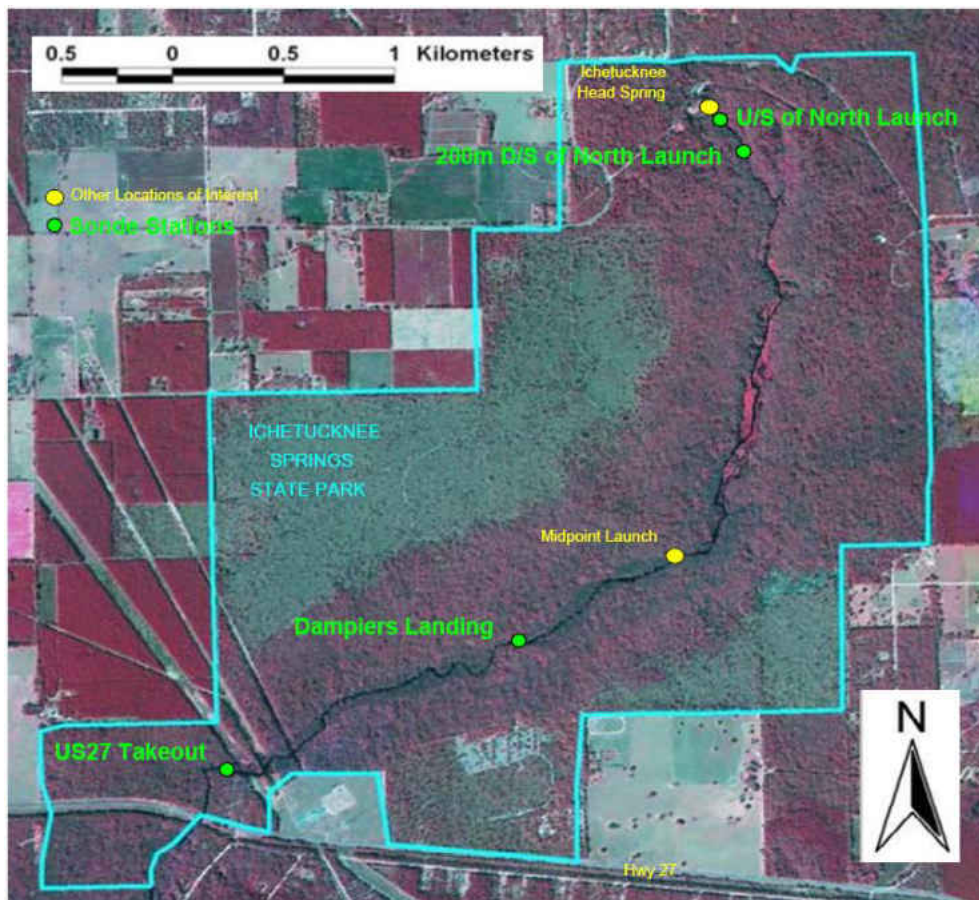 0.5 0 0.5 1 Kilometers
Ichetucknee
Head Spring
U/S of North Launch
200m D/S of North Launch
Other Locations of Interest
Sonde Stations
ICHETUCKNEE
SPRINGS
STATE PARK
Midpoint Launch
Dampiers Landing
US27 Takeout
N
Hwy 27